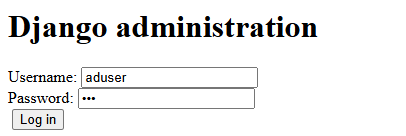 Django administration
Username: aduser
Password: •••
Log in